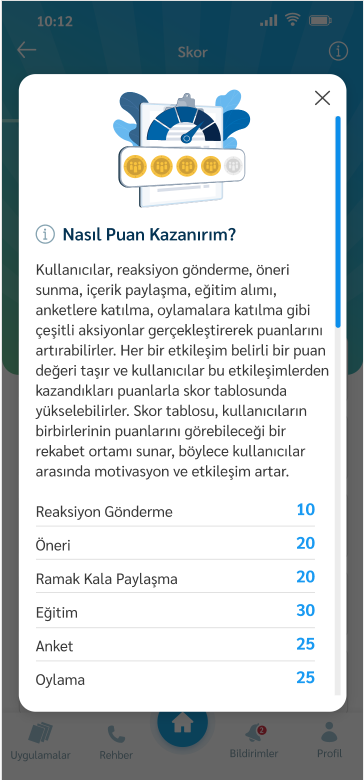 10:12
Skor
Nasıl Puan Kazanırım?
Kullanıcılar, reaksiyon gönderme, öneri
sunma, içerik paylaşma, eğitim alımı,
anketlere katılma, oylamalara katılma gibi
çeşitli aksiyonlar gerçekleştirerek puanlarını
artırabilirler. Her bir etkileşim belirli bir puan
değeri taşır ve kullanıcılar bu etkileşimlerden
kazandıkları puanlarla skor tablosunda
yükselebilirler. Skor tablosu, kullanıcıların
birbirlerinin puanlarını görebileceği bir
rekabet ortamı sunar, böylece kullanıcılar
arasında motivasyon ve etkileşim artar.
Reaksiyon Gönderme 10
Öneri 20
Ramak Kala Paylaşma 20
Eğitim 30
Anket 25
Oylama 25
2
Uygulamalar Rehber Bildirimler Profil